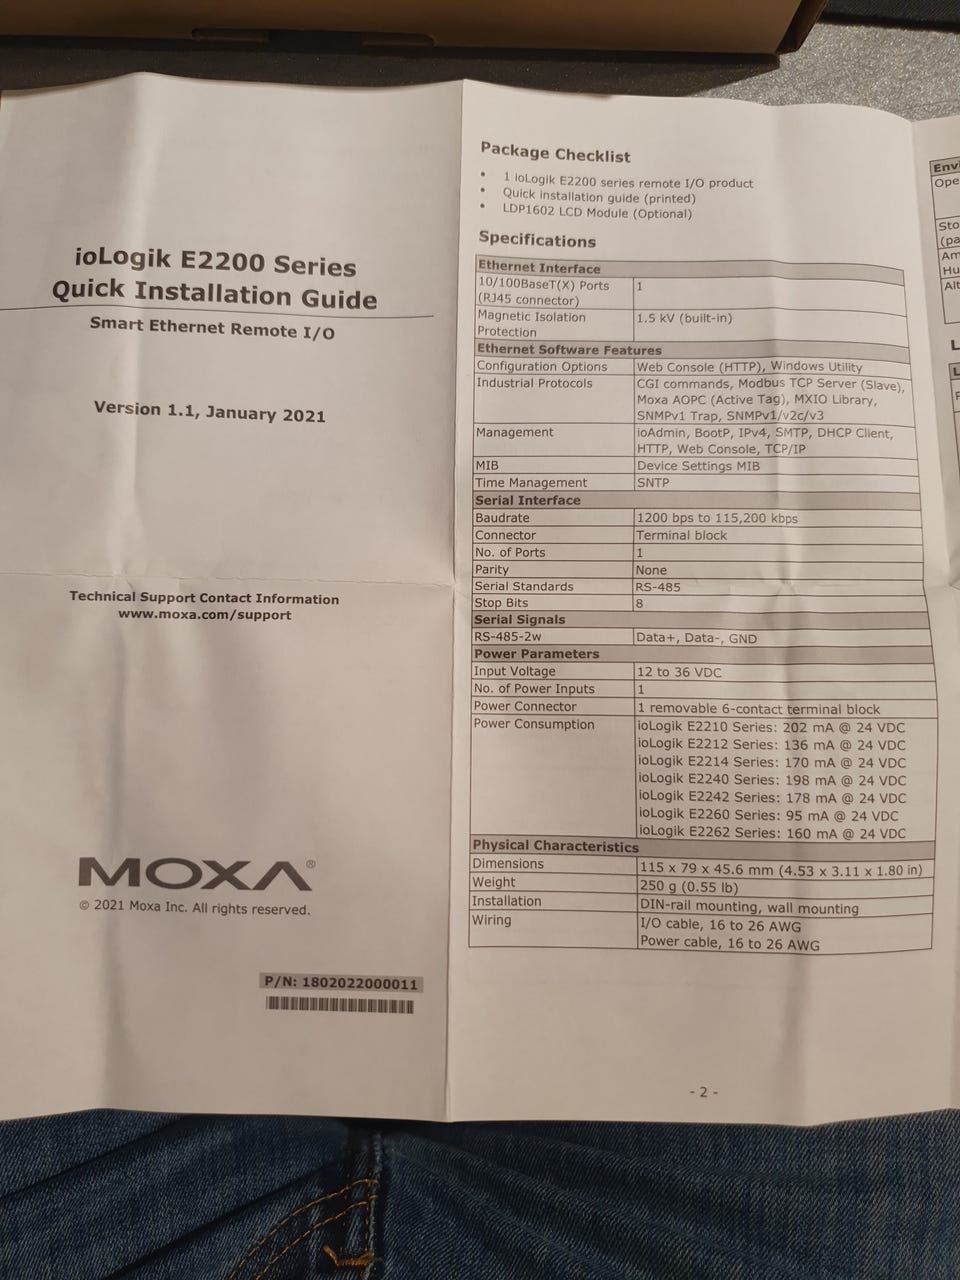 ioLogik E2200 Series
Quick Installation Guide
Smart Ethernet Remote I/O
Version 1.1, January 2021
Technical Support Contact Information
www.moxa.com/support
MOXA®
© 2021 Moxa Inc. All rights reserved.
P/N: 1802022000011
Package Checklist
• 1 ioLogik E2200 series remote I/O product
• Quick installation guide (printed)
• LDP1602 LCD Module (Optional)
Specifications
Ethernet Interface
10/100BaseT(X) Ports 1
(RJ45 connector)
Magnetic Isolation 1.5 kV (built-in)
Protection
Ethernet Software Features
Configuration Options Web Console (HTTP), Windows Utility
Industrial Protocols CGI commands, Modbus TCP Server (Slave),
Moxa AOPC (Active Tag), MXIO Library,
SNMPv1 Trap, SNMPv1/v2c/v3
Management ioAdmin, BootP, IPv4, SMTP, DHCP Client,
HTTP, Web Console, TCP/IP
MIB Device Settings MIB
Time Management SNTP
Serial Interface
Baudrate 1200 bps to 115,200 kbps
Connector Terminal block
No. of Ports 1
Parity None
Serial Standards RS-485
Stop Bits 8
Serial Signals
RS-485-2w Data+, Data-, GND
Power Parameters
Input Voltage 12 to 36 VDC
No. of Power Inputs 1
Power Connector 1 removable 6-contact terminal block
Power Consumption ioLogik E2210 Series: 202 mA @ 24 VDC
ioLogik E2212 Series: 136 mA @ 24 VDC
ioLogik E2214 Series: 170 mA @ 24 VDC
ioLogik E2240 Series: 198 mA @ 24 VDC
ioLogik E2242 Series: 178 mA @ 24 VDC
ioLogik E2260 Series: 95 mA @ 24 VDC
ioLogik E2262 Series: 160 mA @ 24 VDC
Physical Characteristics
Dimensions 115 x 79 x 45.6 mm (4.53 x 3.11 x 1.80 in)
Weight 250 g (0.55 lb)
Installation DIN-rail mounting, wall mounting
Wiring I/O cable, 16 to 26 AWG
Power cable, 16 to 26 AWG
- 2 -
Envi
Ope
Sto
(pa
Am
Hu
Alt
L